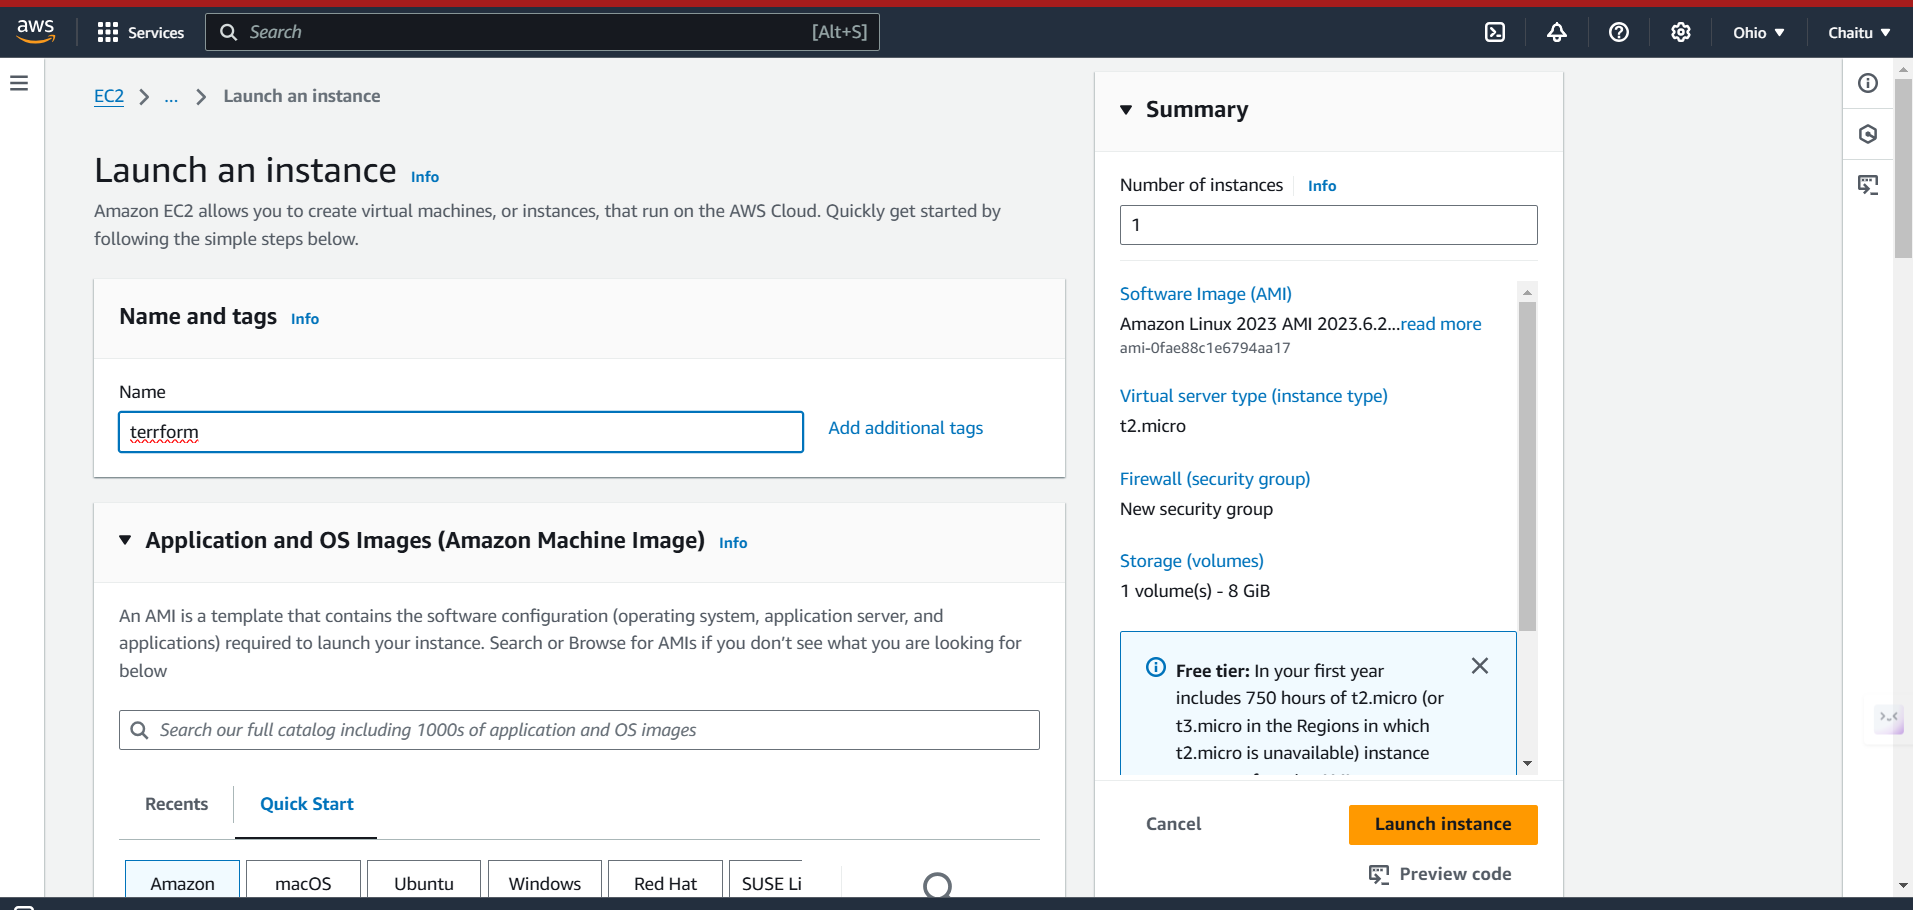 aws
Services
Search
[Alt+S]
Ohio
Chaitu
EC2
...
Launch an instance
Launch an instance
Info
Amazon EC2 allows you to create virtual machines, or instances, that run on the AWS Cloud. Quickly get started by
following the simple steps below.
Name and tags
Info
Name
terrform
Add additional tags
Application and OS Images (Amazon Machine Image)
Info
An AMI is a template that contains the software configuration (operating system, application server, and
applications) required to launch your instance. Search or Browse for AMIs if you don’t see what you are looking for
below
Search our full catalog including 1000s of application and OS images
Recents
Quick Start
Amazon
macOS
Ubuntu
Windows
Red Hat
SUSE Li
Summary
Number of instances
Info
1
Software Image (AMI)
Amazon Linux 2023 AMI 2023.6.2...read more
ami-0fae88c1e6794aa17
Virtual server type (instance type)
t2.micro
Firewall (security group)
New security group
Storage (volumes)
1 volume(s) - 8 GiB
Free tier: In your first year
includes 750 hours of t2.micro (or
t3.micro in the Regions in which
t2.micro is unavailable) instance
Cancel
Launch instance
Preview code